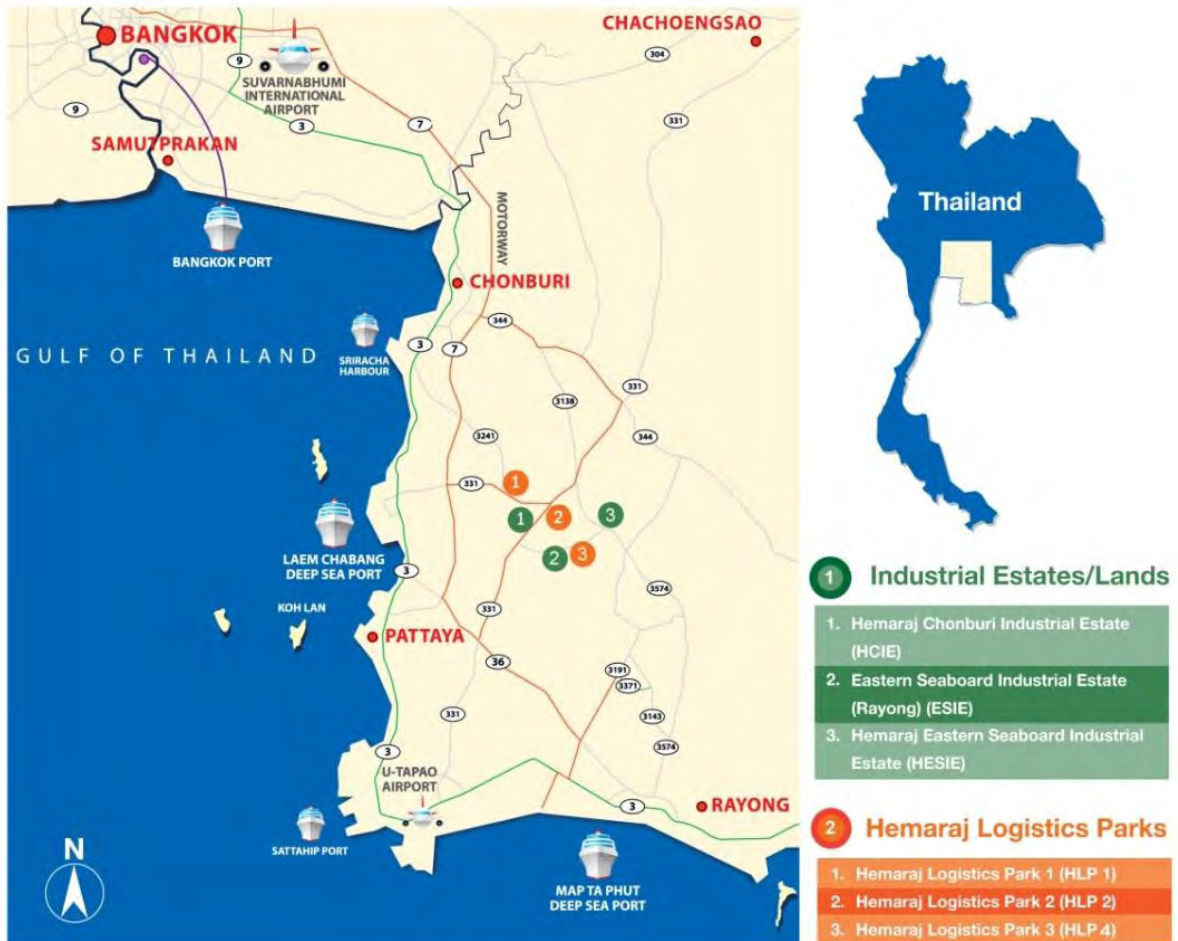 BANGKOK
CHACHOENGSAO
304
9
SUVARNABHUMI
INTERNATIONAL
AIRPORT
9
3
7
331
SAMUTPRAKAN
MOTORWAY
BANGKOK PORT
CHONBURI
344
GULF OF THAILAND
SRIRACHA
HARBOUR
3
7
331
3138
3241
344
331
1
1
2
3
2
3
LAEM CHABANG
DEEP SEA PORT
3
3574
KOH LAN
331
PATTAYA
36
3191
3371
331
3143
3574
3
U-TAPAO
AIRPORT
3
RAYONG
SATTAHIP PORT
N
MAP TA PHUT
DEEP SEA PORT
Thailand
1 Industrial Estates/Lands
1. Hemaraj Chonburi Industrial Estate
(HCIE)
2. Eastern Seaboard Industrial Estate
(Rayong) (ESIE)
3. Hemaraj Eastern Seaboard Industrial
Estate (HESIE)
2 Hemaraj Logistics Parks
1. Hemaraj Logistics Park 1 (HLP 1)
2. Hemaraj Logistics Park 2 (HLP 2)
3. Hemaraj Logistics Park 3 (HLP 4)